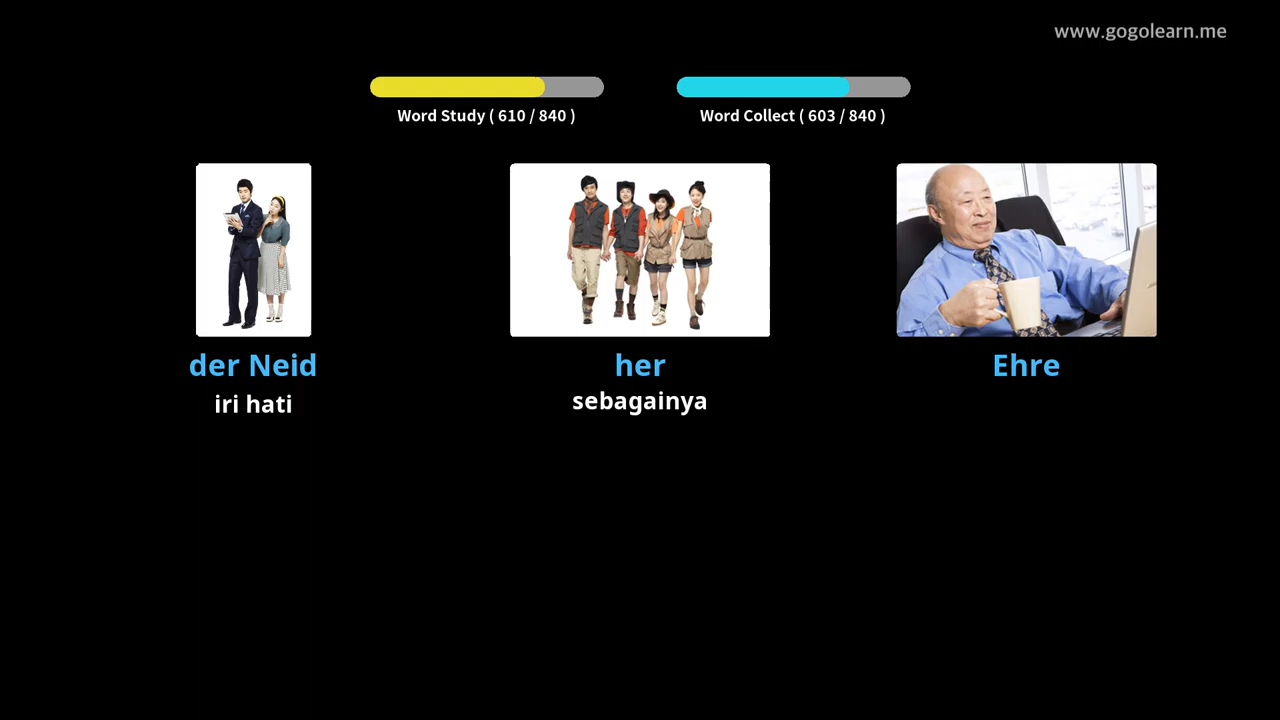 www.gogolearn.me
Word Study ( 610 / 840 )
Word Collect ( 603 / 840 )
der Neid
iri hati
her
sebagainya
Ehre